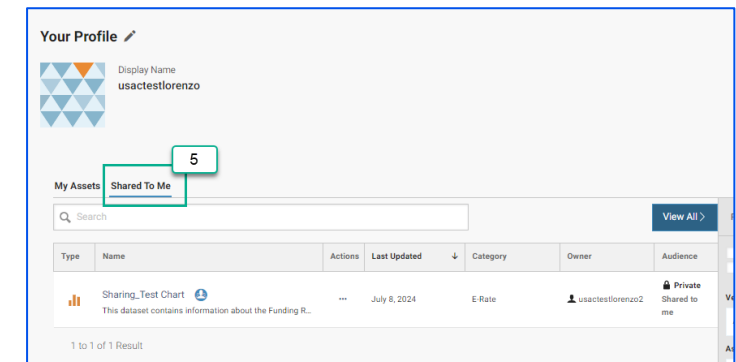 Your Profile
Display Name
usactestlorenzo
5
My Assets Shared To Me
Search
View All
Type Name Actions Last Updated Category Owner Audience
Sharing_Test Chart
This dataset contains information about the Funding R...
July 8, 2024
E-Rate
usactestlorenzo2
Private
Shared to
me
1 to 1 of 1 Result